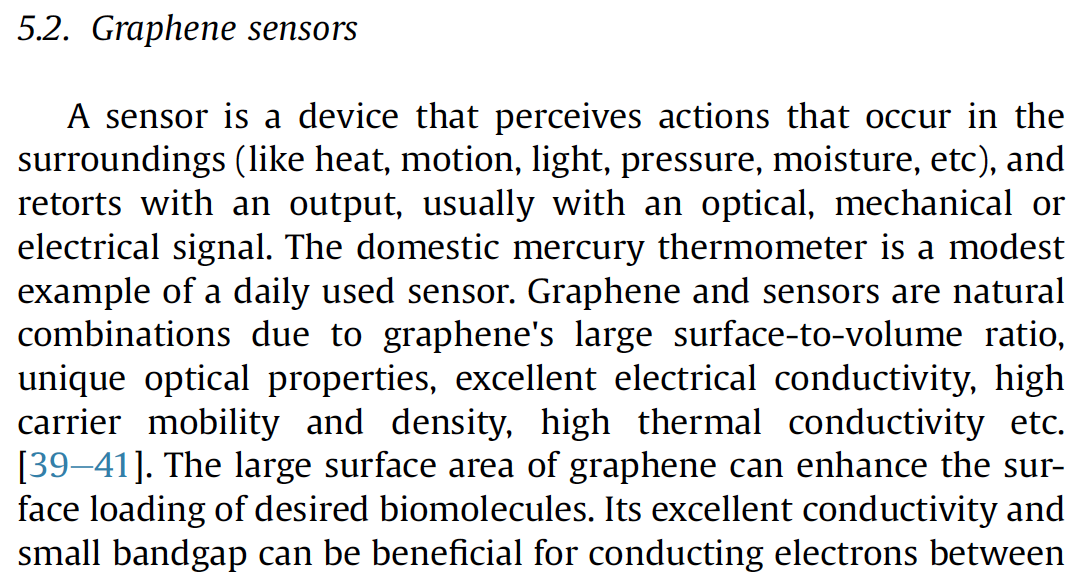 5.2. Graphene sensors
A sensor is a device that perceives actions that occur in the
surroundings (like heat, motion, light, pressure, moisture, etc), and
retorts with an output, usually with an optical, mechanical or
electrical signal. The domestic mercury thermometer is a modest
example of a daily used sensor. Graphene and sensors are natural
combinations due to graphene's large surface-to-volume ratio,
unique optical properties, excellent electrical conductivity, high
carrier mobility and density, high thermal conductivity etc.
[39–41]. The large surface area of graphene can enhance the sur-
face loading of desired biomolecules. Its excellent conductivity and
small bandgap can be beneficial for conducting electrons between